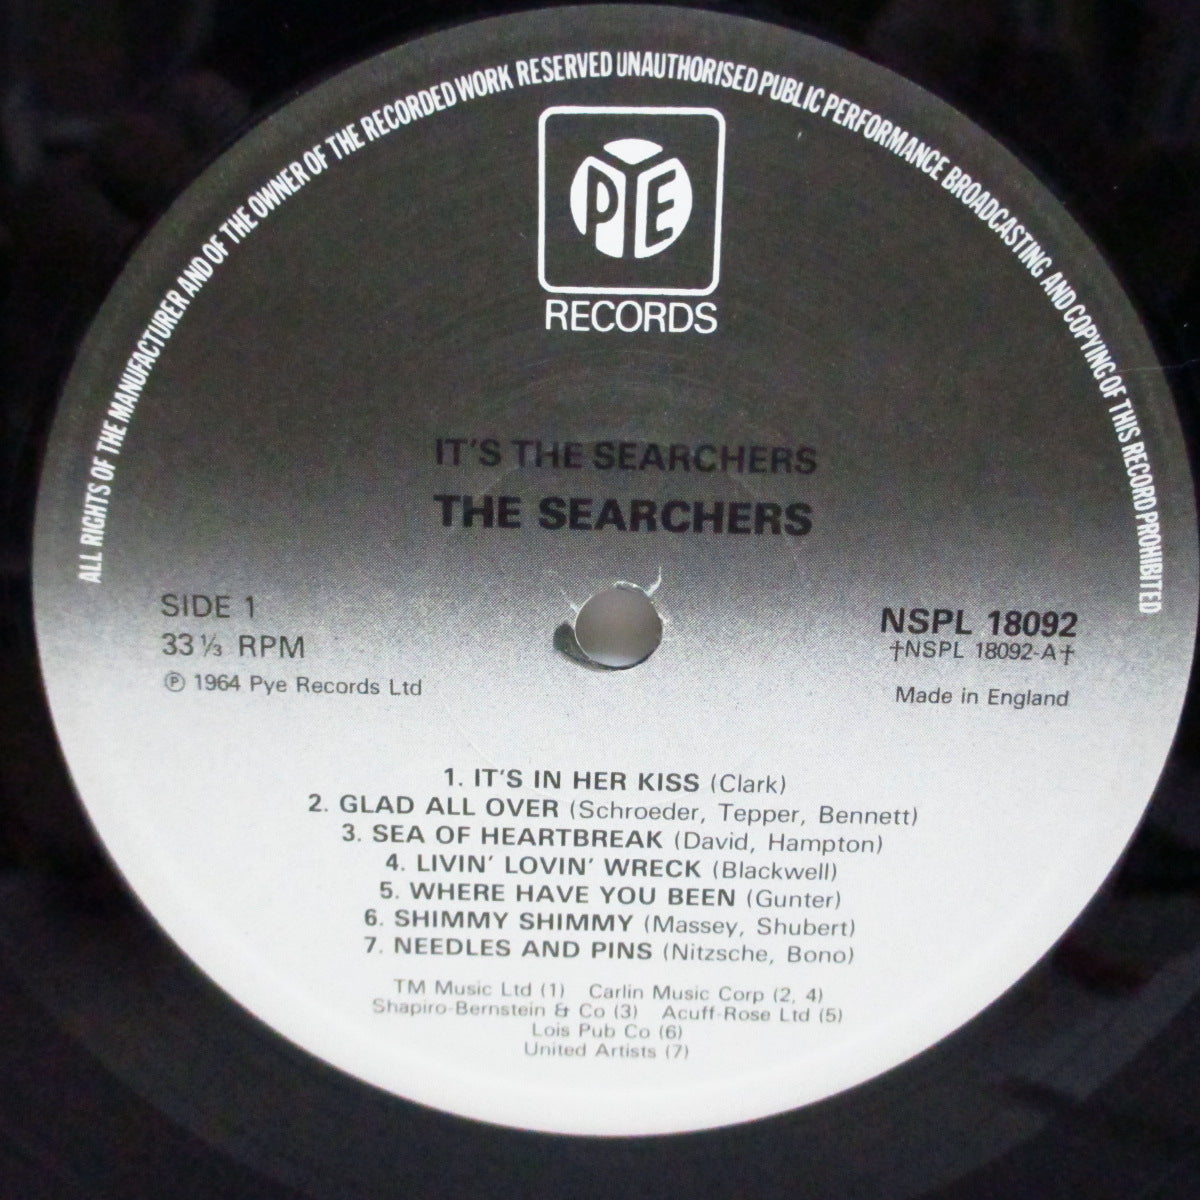 ALL RIGHTS OF THE MANUFACTURER AND OF THE OWNER OF THE RECORDED WORK RESERVED UNAUTHORISED PUBLIC PERFORMANCE BROADCASTING AND COPYING OF THIS RECORD PROHIBITED
PYE
RECORDS
IT'S THE SEARCHERS
THE SEARCHERS
SIDE 1
33 ⅓ RPM
℗ 1964 Pye Records Ltd
NSPL 18092
†NSPL 18092-A†
Made in England
1. IT'S IN HER KISS (Clark)
2. GLAD ALL OVER (Schroeder, Tepper, Bennett)
3. SEA OF HEARTBREAK (David, Hampton)
4. LIVIN' LOVIN' WRECK (Blackwell)
5. WHERE HAVE YOU BEEN (Gunter)
6. SHIMMY SHIMMY (Massey, Shubert)
7. NEEDLES AND PINS (Nitzsche, Bono)
TM Music Ltd (1) Carlin Music Corp (2, 4)
Shapiro-Bernstein & Co (3) Acuff-Rose Ltd (5)
Lois Pub Co (6)
United Artists (7)